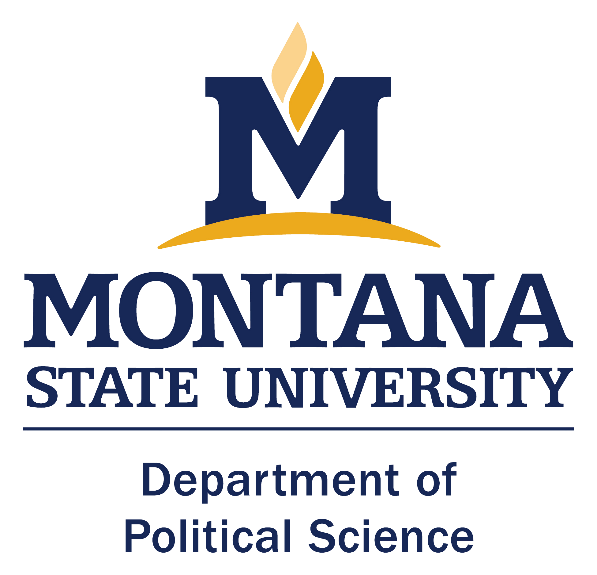 M
MONTANA
STATE UNIVERSITY
Department of
Political Science